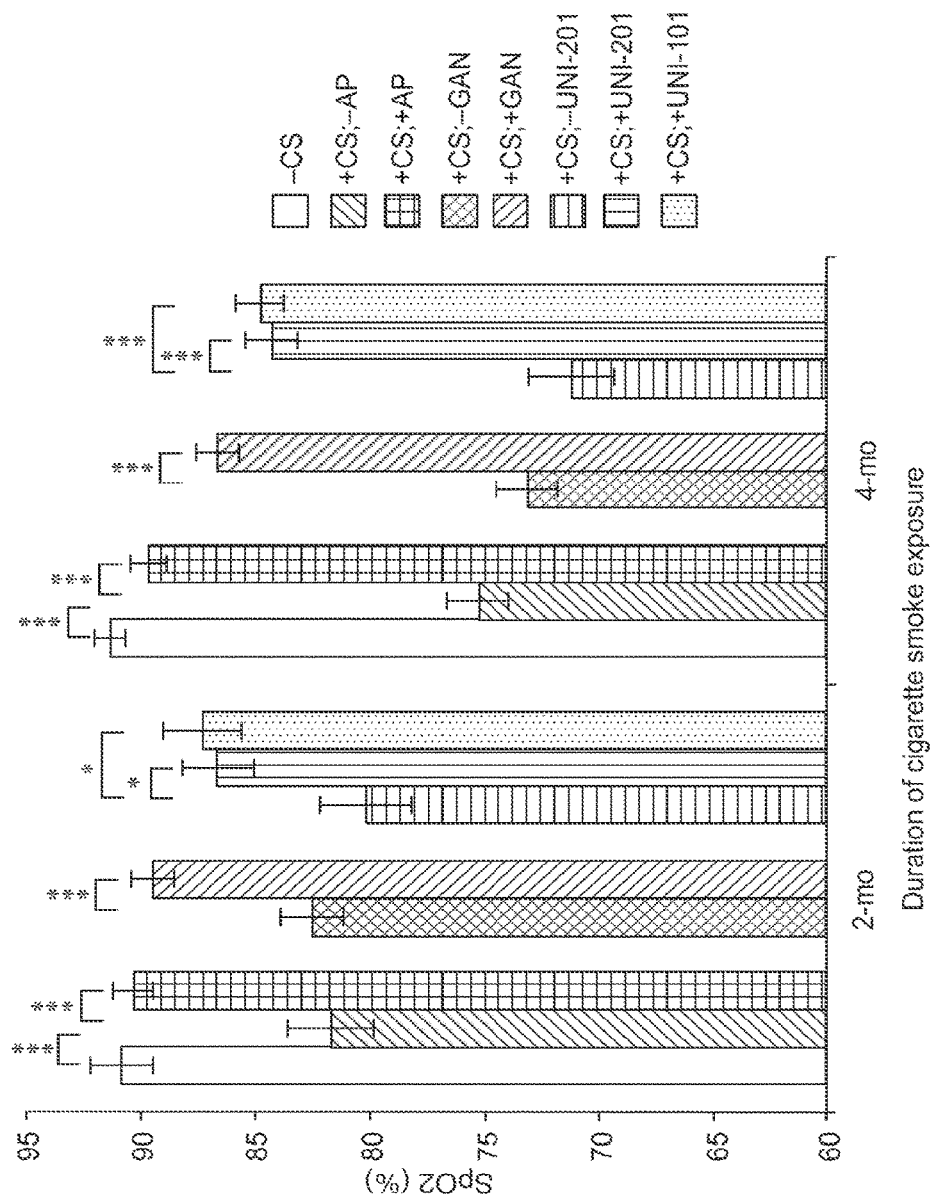 SpO2 (%)
95
90
85
80
75
70
65
60
***
***
***
*
*
***
***
***
***
***
2-mo
4-mo
Duration of cigarette smoke exposure
–CS
+CS;–AP
+CS;+AP
+CS;–GAN
+CS;+GAN
+CS;–UNI-201
+CS;+UNI-201
+CS;+UNI-101